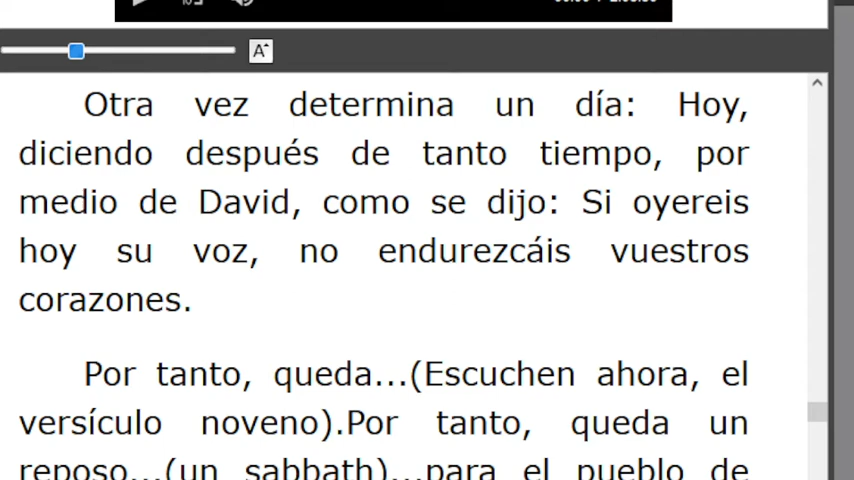 A
Otra vez determina un día: Hoy,
diciendo después de tanto tiempo, por
medio de David, como se dijo: Si oyereis
hoy su voz, no endurezcáis vuestros
corazones.
Por tanto, queda...(Escuchen ahora, el
versículo noveno).Por tanto, queda un
reposo...(un sabbath)...para el pueblo de